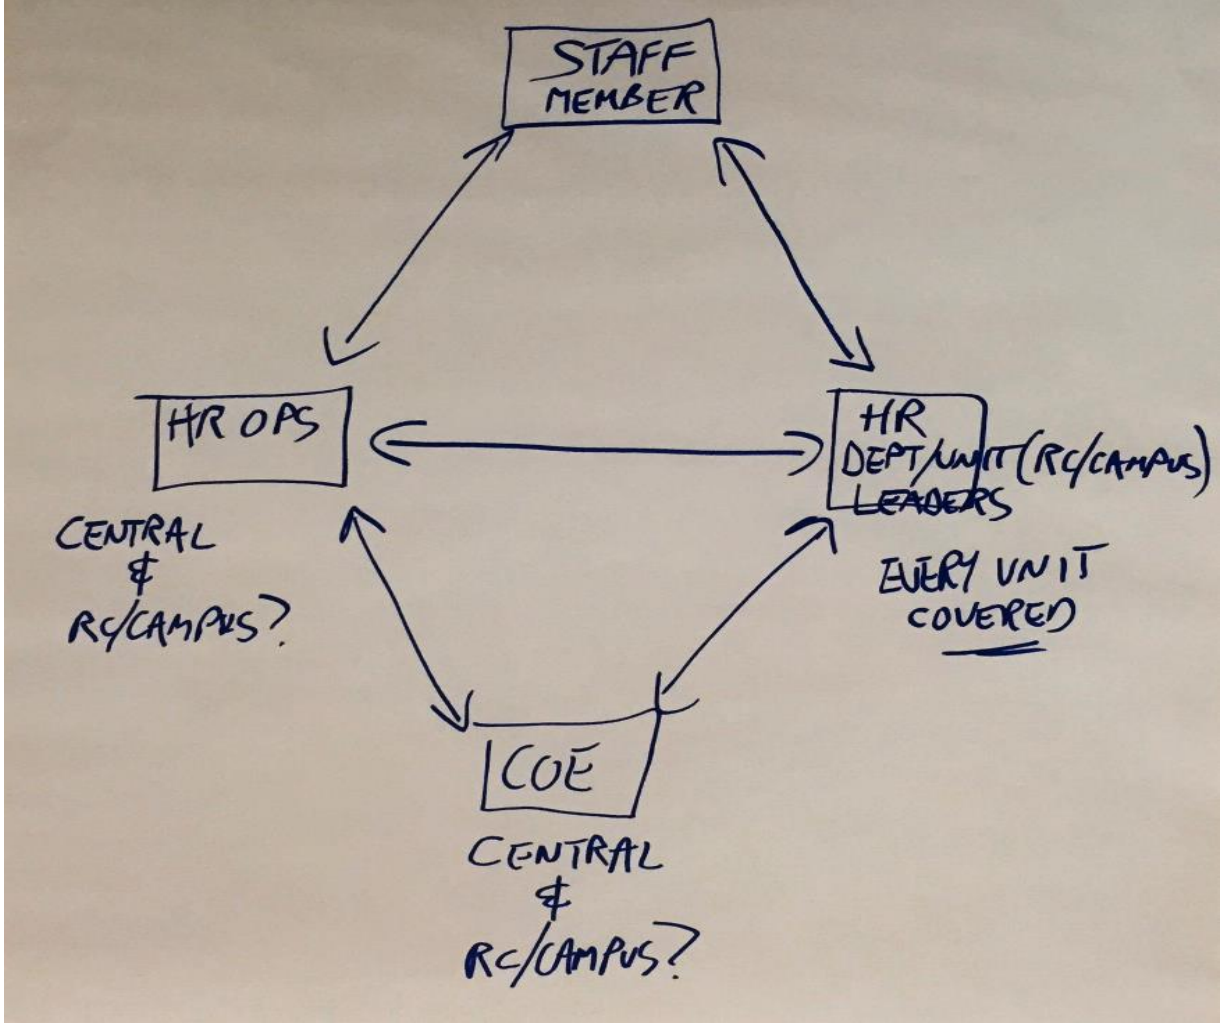 STAFF
MEMBER
HR OPS
CENTRAL
&
RC/CAMPUS?
HR
DEPT/UNIT (RC/CAMPUS)
LEADERS
EVERY UNIT
COVERED
COE
CENTRAL
&
RC/CAMPUS?